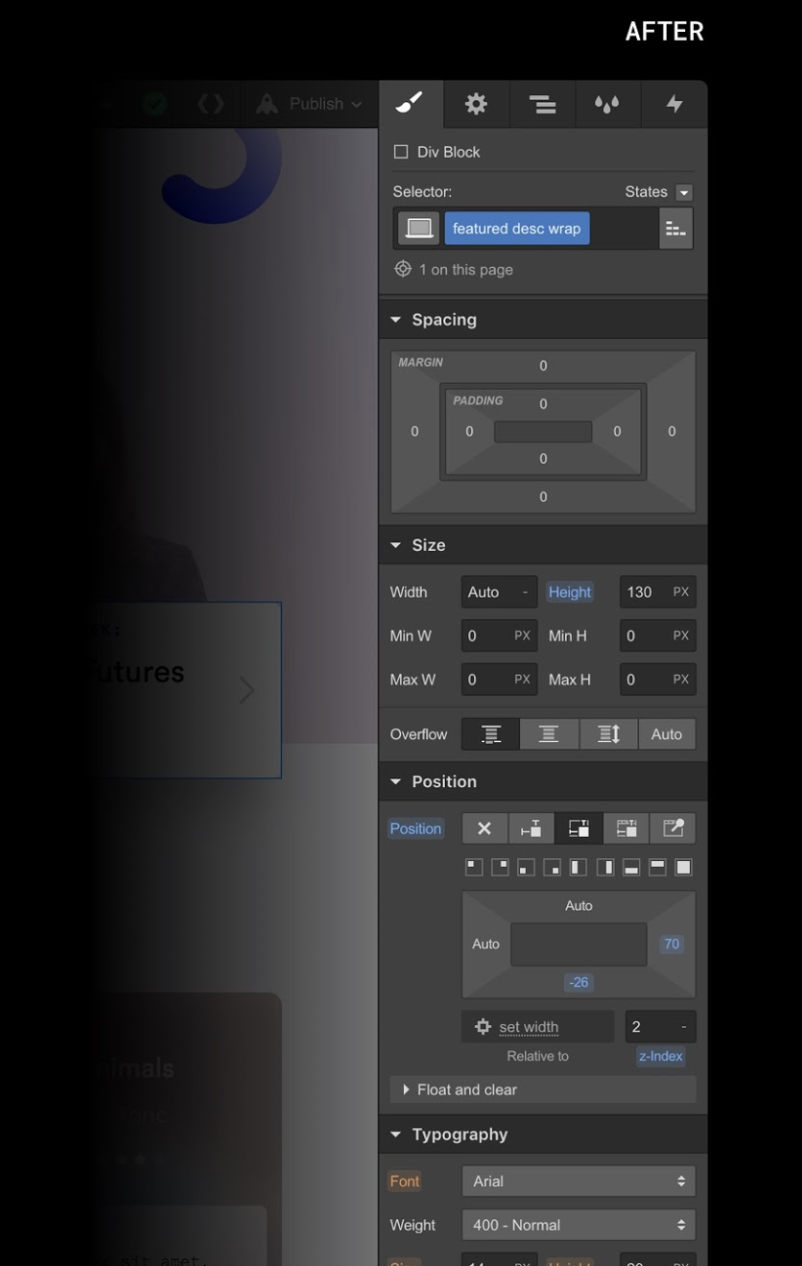 AFTER
Publish
Div Block
Selector: States
featured desc wrap
1 on this page
Spacing
MARGIN 0
PADDING 0
0 0 0 0
0
0
Size
Width Auto - Height 130 PX
Min W 0 PX Min H 0 PX
Max W 0 PX Max H 0 PX
Overflow Auto
Futures
Position
Position
Auto
Auto 70
-26
set width 2 -
Relative to z-Index
Float and clear
Typography
Font Arial
Weight 400 - Normal
sit amet.